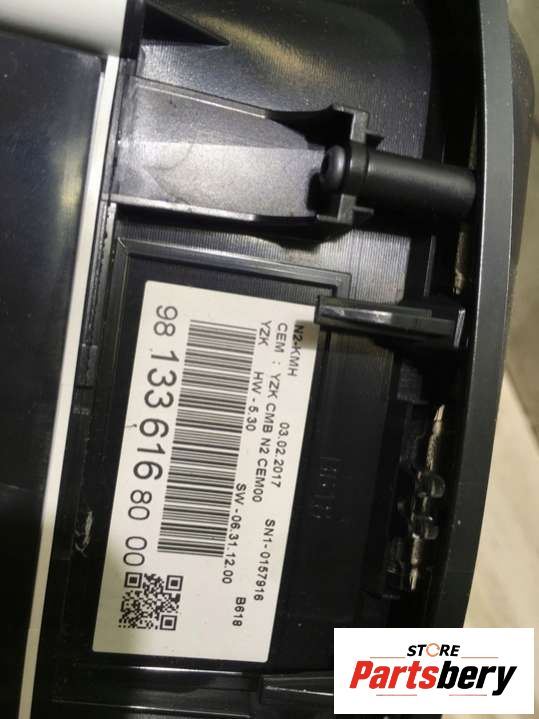 N2-KMH 03.02.2017 SN1-0157916
CEM : YZK CMB N2 CEM00
YZK HW - 5.30 SW -06.31.12.00 B618
98 133 616 80 00
B618
STORE
Partsbery